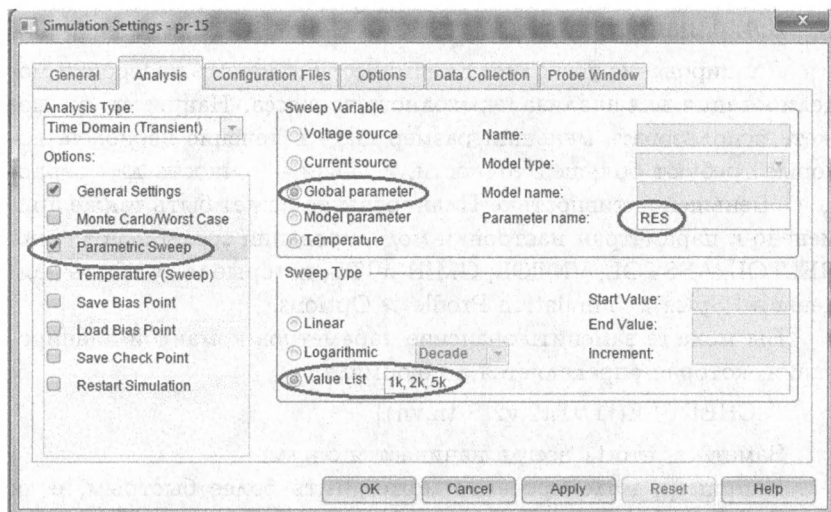 Simulation Settings - pr-15
General
Analysis
Configuration Files
Options
Data Collection
Probe Window
Analysis Type:
Time Domain (Transient)
Options:
General Settings
Monte Carlo/Worst Case
Parametric Sweep
Temperature (Sweep)
Save Bias Point
Load Bias Point
Save Check Point
Restart Simulation
Sweep Variable
Voltage source
Current source
Global parameter
Model parameter
Temperature
Name:
Model type:
Model name:
Parameter name:
RES
Sweep Type
Linear
Logarithmic
Decade
Value List
1k, 2k, 5k
Start Value:
End Value:
Increment:
OK
Cancel
Apply
Reset
Help